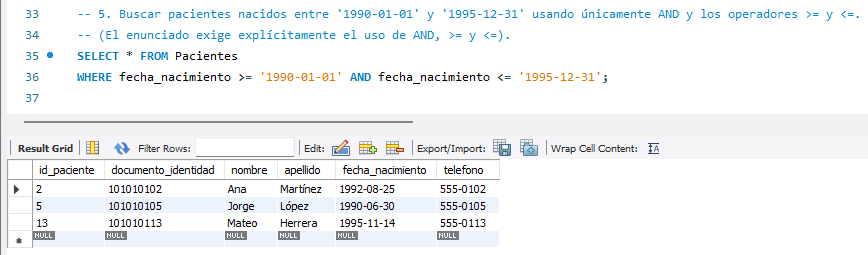 33 -- 5. Buscar pacientes nacidos entre '1990-01-01' y '1995-12-31' usando únicamente AND y los operadores >= y <=.
34 -- (El enunciado exige explícitamente el uso de AND, >= y <=).
35 SELECT * FROM Pacientes
36 WHERE fecha_nacimiento >= '1990-01-01' AND fecha_nacimiento <= '1995-12-31';
37
Result Grid Filter Rows: Edit: Export/Import: Wrap Cell Content:
id_paciente documento_identidad nombre apellido fecha_nacimiento telefono
2 101010102 Ana Martínez 1992-08-25 555-0102
5 101010105 Jorge López 1990-06-30 555-0105
13 101010113 Mateo Herrera 1995-11-14 555-0113
NULL NULL NULL NULL NULL NULL